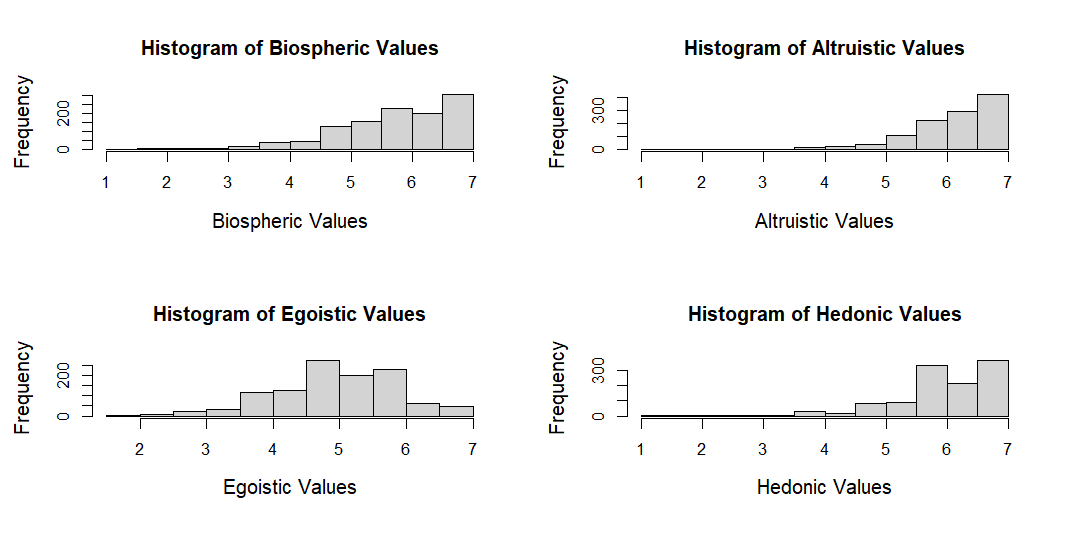 Histogram of Biospheric Values
Frequency
0 200
1 2 3 4 5 6 7
Biospheric Values
Histogram of Altruistic Values
Frequency
0 300
1 2 3 4 5 6 7
Altruistic Values
Histogram of Egoistic Values
Frequency
0 200
2 3 4 5 6 7
Egoistic Values
Histogram of Hedonic Values
Frequency
0 300
1 2 3 4 5 6 7
Hedonic Values